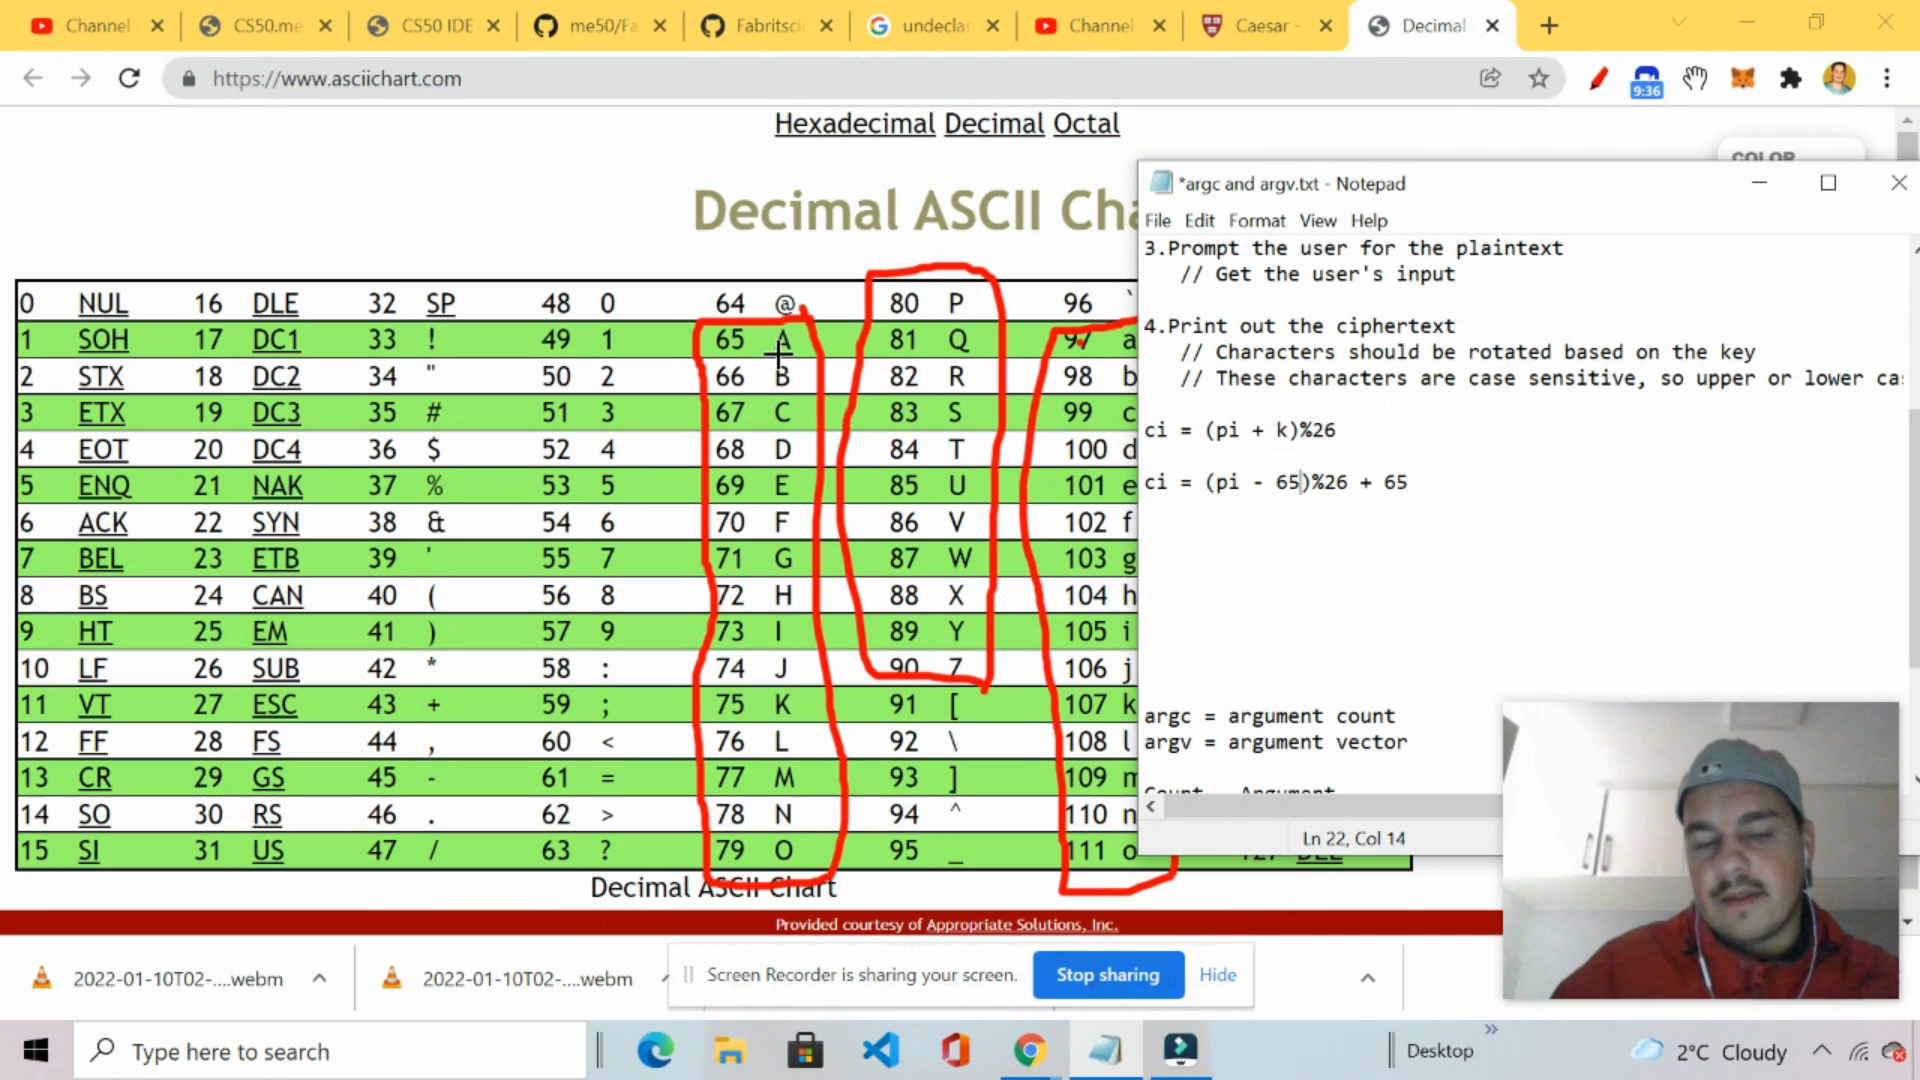 Channel
CS50.me
CS50 IDE
me50/Fa
Fabritsci
undeclar
Channel
Caesar -
Decimal
https://www.asciichart.com
9:36
Hexadecimal Decimal Octal
COLOR
Decimal ASCII Cha
0 NUL 16 DLE 32 SP 48 0 64 @ 80 P 96 `
1 SOH 17 DC1 33 ! 49 1 65 A 81 Q 97 a
2 STX 18 DC2 34 " 50 2 66 B 82 R 98 b
3 ETX 19 DC3 35 # 51 3 67 C 83 S 99 c
4 EOT 20 DC4 36 $ 52 4 68 D 84 T 100 d
5 ENQ 21 NAK 37 % 53 5 69 E 85 U 101 e
6 ACK 22 SYN 38 & 54 6 70 F 86 V 102 f
7 BEL 23 ETB 39 ' 55 7 71 G 87 W 103 g
8 BS 24 CAN 40 ( 56 8 72 H 88 X 104 h
9 HT 25 EM 41 ) 57 9 73 I 89 Y 105 i
10 LF 26 SUB 42 * 58 : 74 J 90 Z 106 j
11 VT 27 ESC 43 + 59 ; 75 K 91 [ 107 k
12 FF 28 FS 44 , 60 < 76 L 92 \ 108 l
13 CR 29 GS 45 - 61 = 77 M 93 ] 109 m
14 SO 30 RS 46 . 62 > 78 N 94 ^ 110 n
15 SI 31 US 47 / 63 ? 79 O 95 _ 111 o 127 DEL
Decimal ASCII Chart
Provided courtesy of Appropriate Solutions, Inc.
*argc and argv.txt - Notepad
File Edit Format View Help
3.Prompt the user for the plaintext
// Get the user's input
4.Print out the ciphertext
// Characters should be rotated based on the key
// These characters are case sensitive, so upper or lower cas
ci = (pi + k)%26
ci = (pi - 65)%26 + 65
argc = argument count
argv = argument vector
Count Argument
Ln 22, Col 14
2022-01-10T02-....webm
2022-01-10T02-....webm
Screen Recorder is sharing your screen. Stop sharing Hide
Type here to search
Desktop
2°C Cloudy